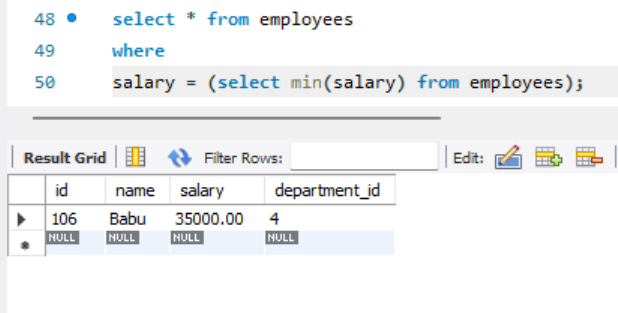 48 select * from employees
49 where
50 salary = (select min(salary) from employees);
Result Grid Filter Rows: Edit:
id name salary department_id
106 Babu 35000.00 4
NULL NULL NULL NULL